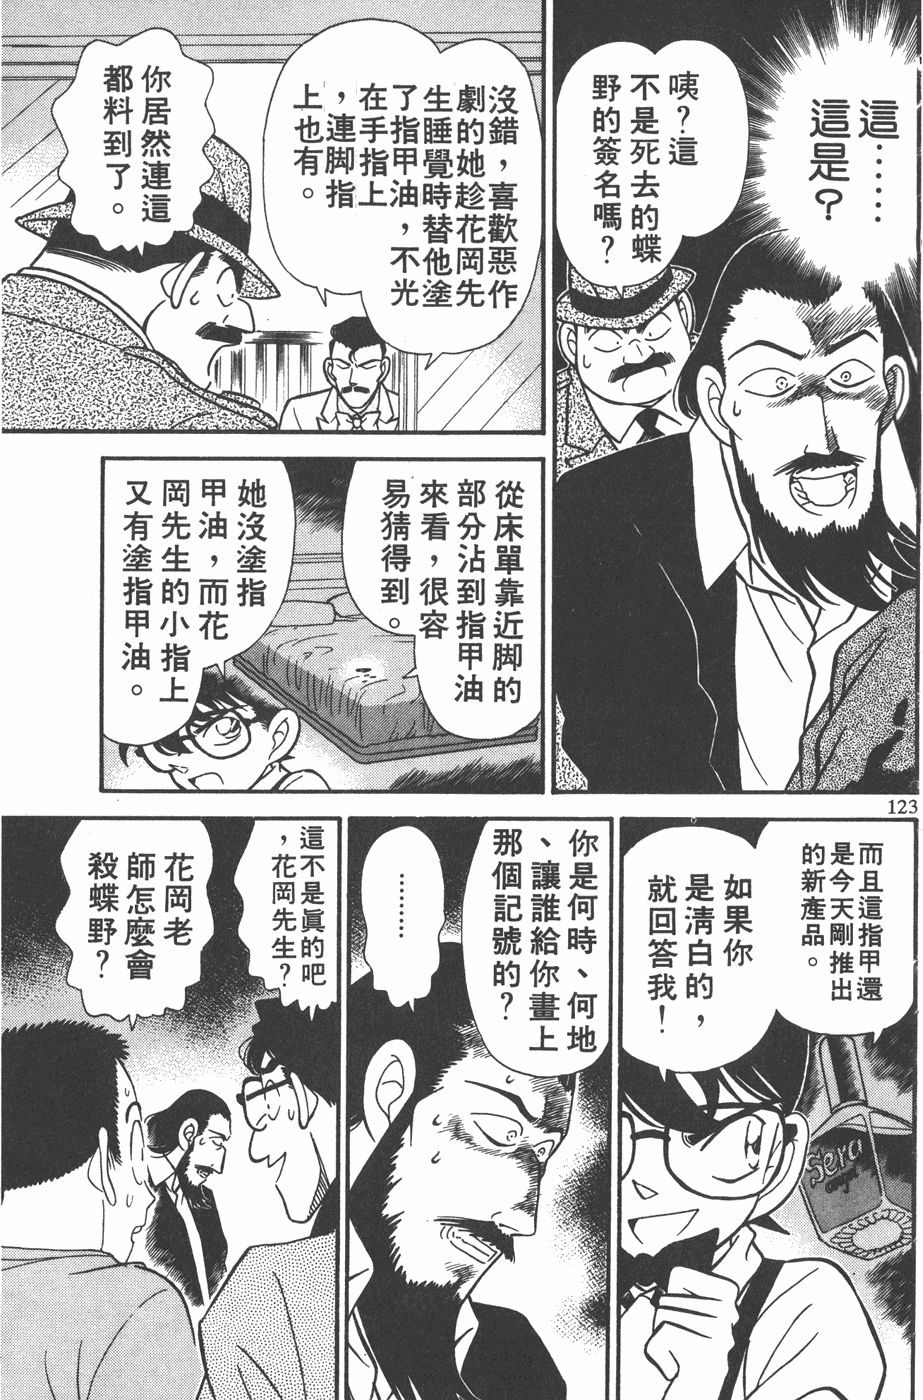 這……
這是？
咦？這
不是死去的蝶
野的簽名嗎？
沒錯，喜歡惡作
劇的她趁花岡先
生睡覺時替他塗
了指甲油，不光
在手指上
，連脚指
上也有。
你居然連這
都料到了。
從床單靠近脚的
部分沾到指甲油
來看，很容
易猜得到。
她沒塗指
甲油，而花
岡先生的小指上
又有塗指甲油。
123
而且這指甲還
是今天剛推出
的新產品。
如果你
是清白的，
就回答我！
Sera
你是何時、何地
、讓誰給你畫上
那個記號的？
………
這不是真的吧
，花岡先生？
花岡老
師怎麼會
殺蝶野？